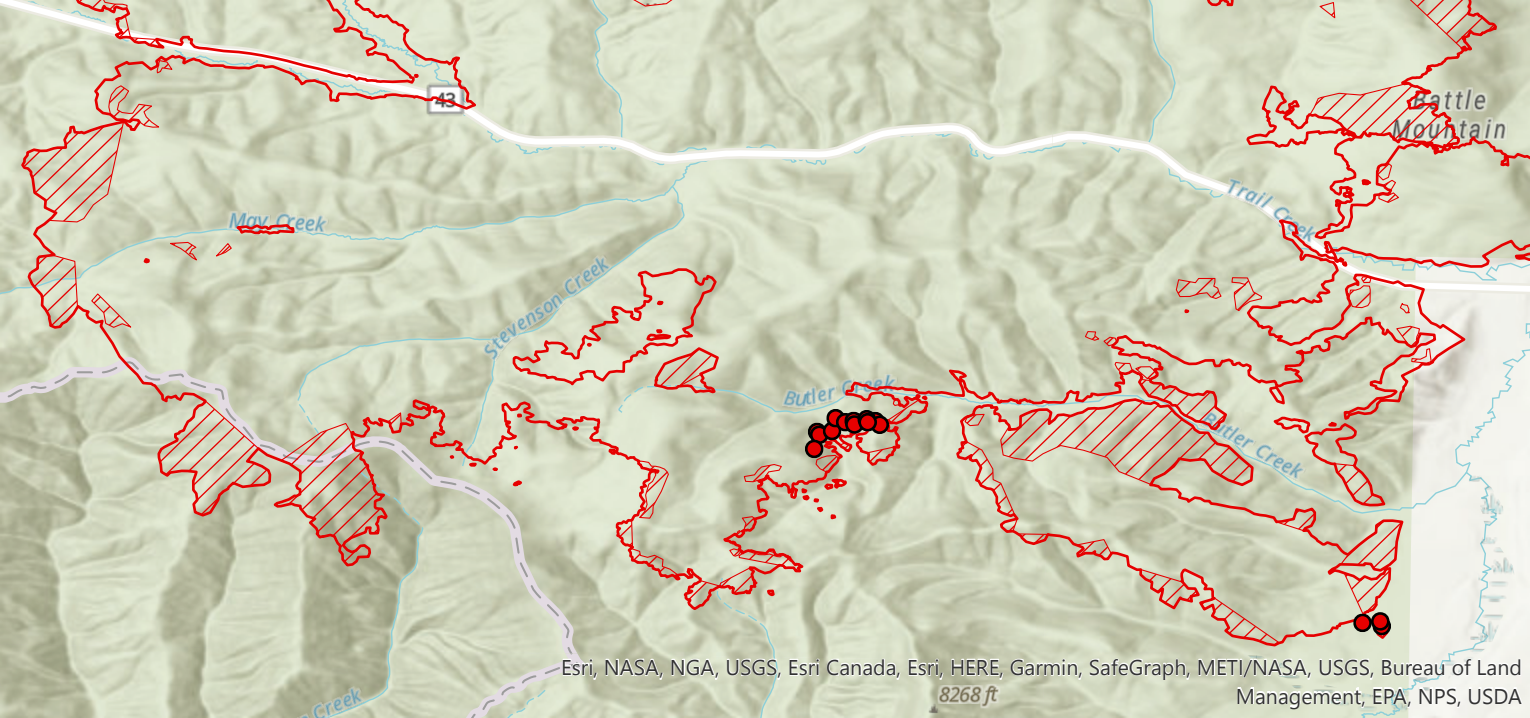 43
Battle
Mountain
Trail Creek
May Creek
Stevenson Creek
Butler Creek
Butler Creek
Esri, NASA, NGA, USGS, Esri Canada, Esri, HERE, Garmin, SafeGraph, METI/NASA, USGS, Bureau of Land
8268 ft
Management, EPA, NPS, USDA
Creek